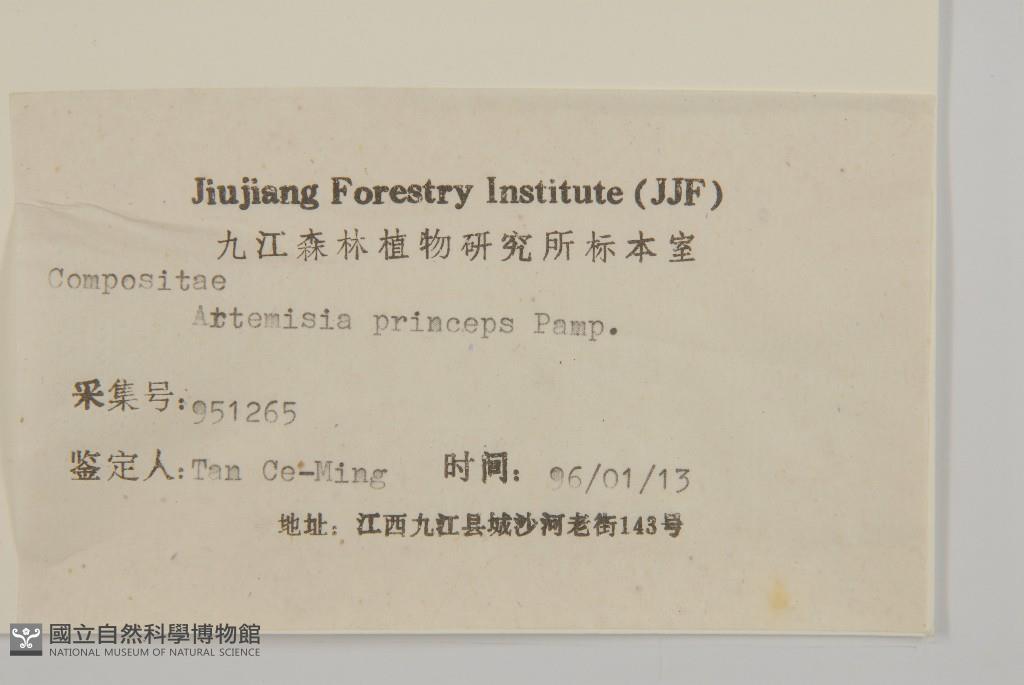 Jiujiang Forestry Institute (JJF)
九江森林植物研究所标本室
Compositae
Artemisia princeps Pamp.
采集号:951265
鉴定人:Tan Ce-Ming 时间: 96/01/13
地址: 江西九江县城沙河老街143号
國立自然科學博物館
NATIONAL MUSEUM OF NATURAL SCIENCE